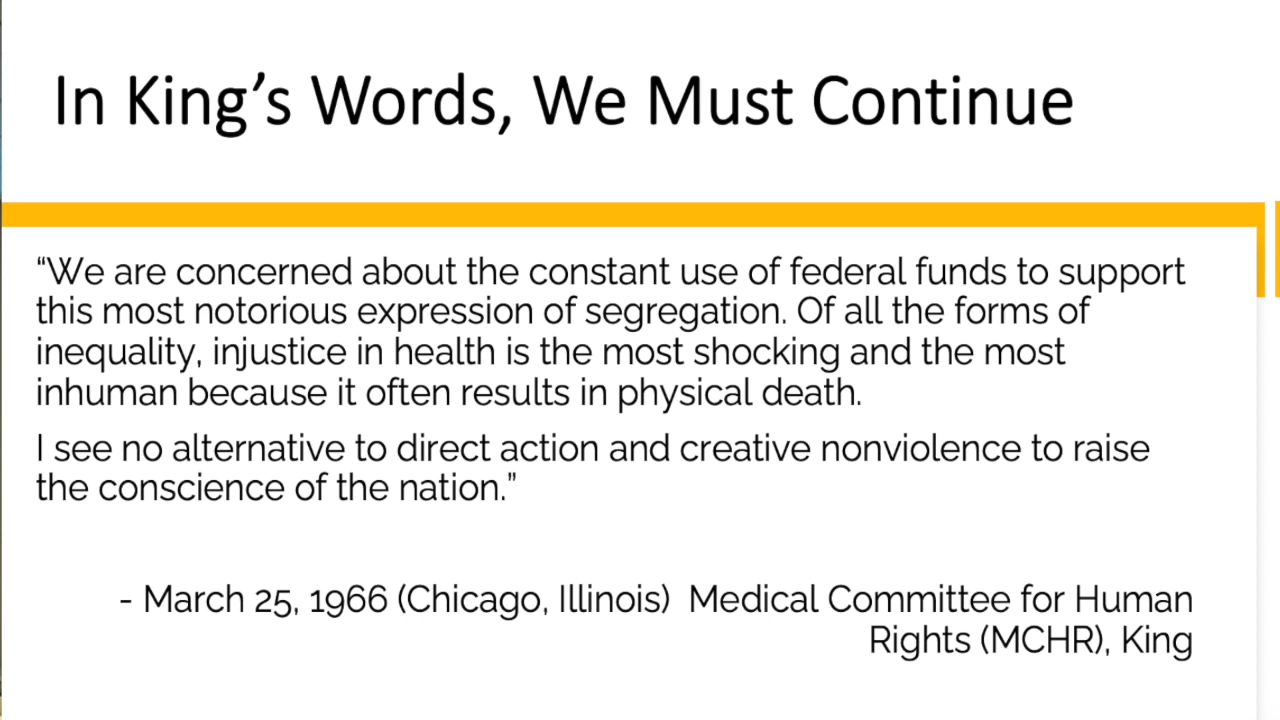 In King’s Words, We Must Continue
“We are concerned about the constant use of federal funds to support
this most notorious expression of segregation. Of all the forms of
inequality, injustice in health is the most shocking and the most
inhuman because it often results in physical death.
I see no alternative to direct action and creative nonviolence to raise
the conscience of the nation.”
- March 25, 1966 (Chicago, Illinois)  Medical Committee for Human
Rights (MCHR), King